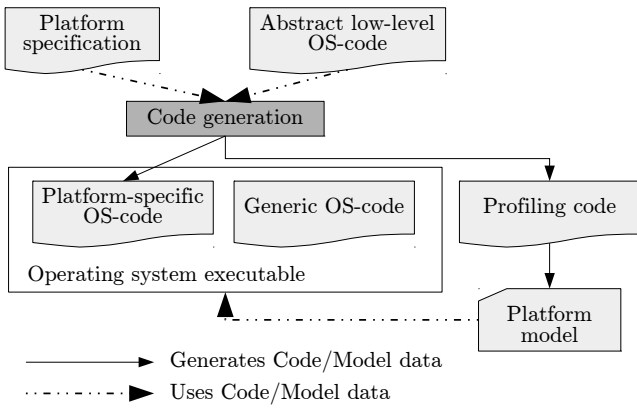 Platform
specification
Abstract low-level
OS-code
Code generation
Platform-specific
OS-code
Generic OS-code
Profiling code
Operating system executable
Platform
model
Generates Code/Model data
Uses Code/Model data